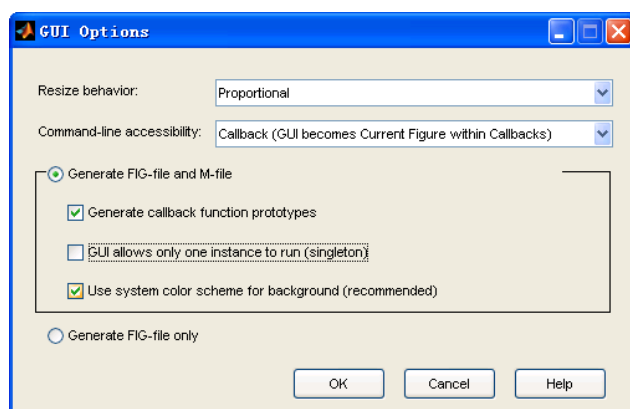 GUI Options
Resize behavior: Proportional
Command-line accessibility: Callback (GUI becomes Current Figure within Callbacks)
Generate FIG-file and M-file
Generate callback function prototypes
GUI allows only one instance to run (singleton)
Use system color scheme for background (recommended)
Generate FIG-file only
OK Cancel Help